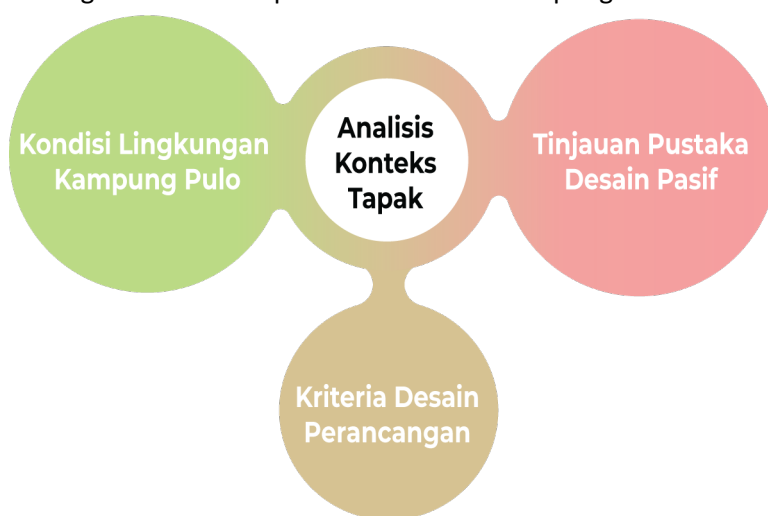 Analisis
Konteks
Tapak
Kondisi Lingkungan
Kampung Pulo
Tinjauan Pustaka
Desain Pasif
Kriteria Desain
Perancangan